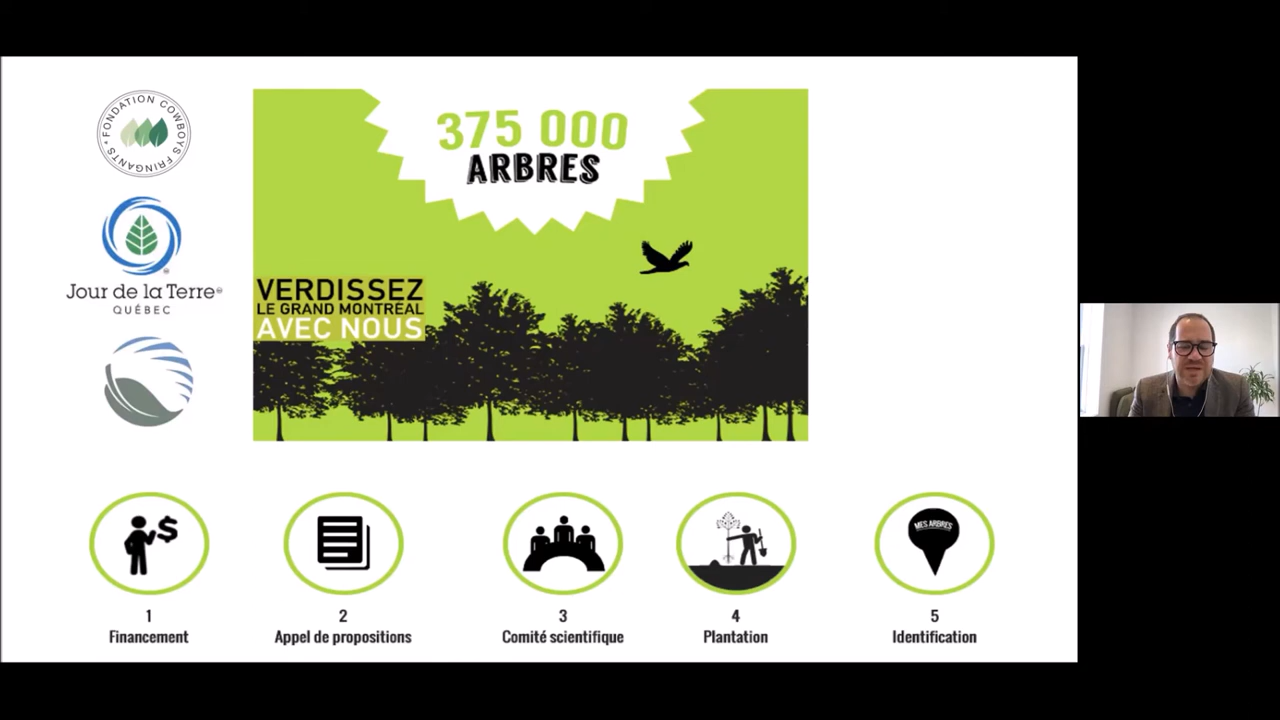 FONDATION COWBOYS FRINGANTS
Jour de la Terre
QUÉBEC
375 000
ARBRES
VERDISSEZ
LE GRAND MONTRÉAL
AVEC NOUS
MES ARBRES
1
Financement
2
Appel de propositions
3
Comité scientifique
4
Plantation
5
Identification